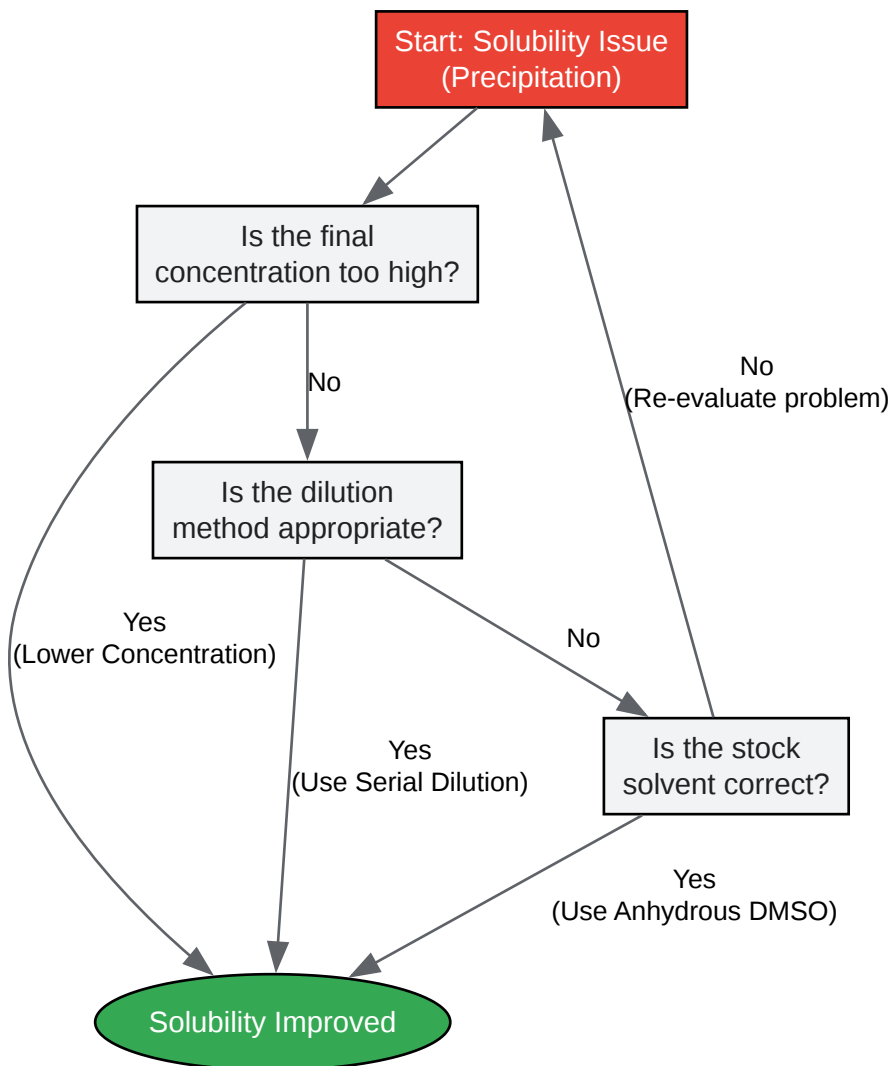 Start: Solubility Issue
(Precipitation)
Is the final
concentration too high?
No
(Re-evaluate problem)
No
Is the dilution
method appropriate?
Yes
(Lower Concentration)
No
Yes
(Use Serial Dilution)
Is the stock
solvent correct?
Yes
(Use Anhydrous DMSO)
Solubility Improved